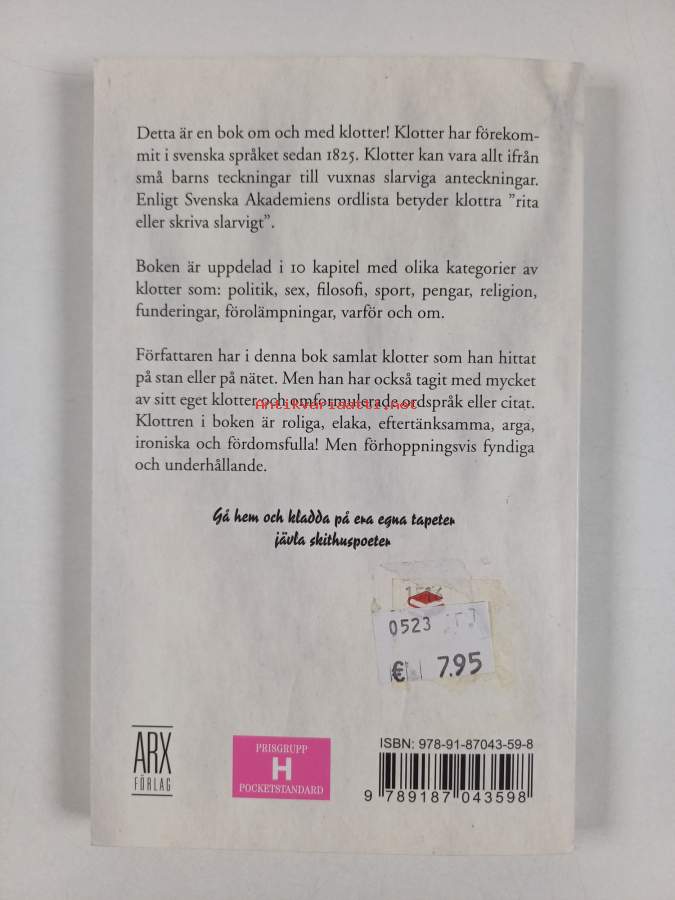 Detta är en bok om och med klotter! Klotter har förekom-
mit i svenska språket sedan 1825. Klotter kan vara allt ifrån
små barns teckningar till vuxnas slarviga anteckningar.
Enligt Svenska Akademiens ordlista betyder klottra ”rita
eller skriva slarvigt”.
Boken är uppdelad i 10 kapitel med olika kategorier av
klotter som: politik, sex, filosofi, sport, pengar, religion,
funderingar, förolämpningar, varför och om.
Författaren har i denna bok samlat klotter som han hittat
på stan eller på nätet. Men han har också tagit med mycket
av sitt eget klotter och omformulerade ordspråk eller citat.
Antikvariaatti.net
Klottren i boken är roliga, elaka, eftertänksamma, arga,
ironiska och fördomsfulla! Men förhoppningsvis fyndiga
och underhållande.
Gå hem och kladda på era egna tapeter
jävla skithuspoeter
0523
€ 7.95
ARX
FÖRLAG
PRISGRUPP
H
POCKETSTANDARD
ISBN: 978-91-87043-59-8
9 789187 043598